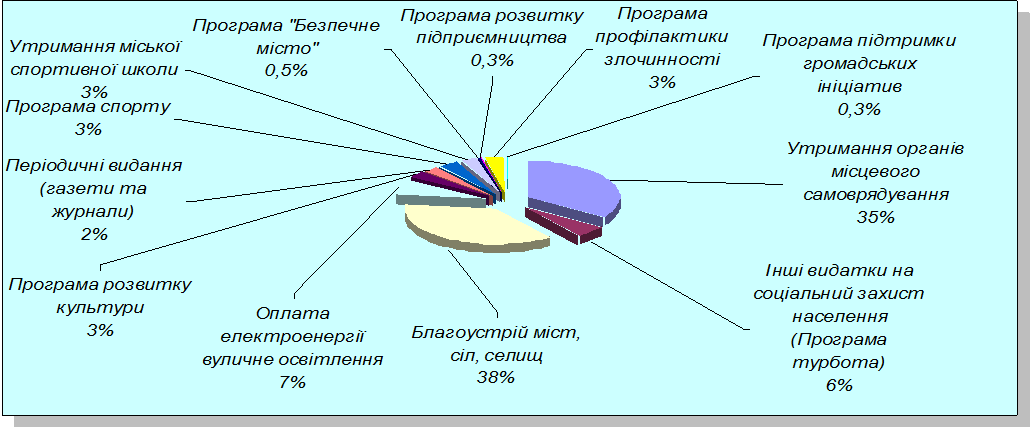 Утримання міської
спортивної школи
3%
Програма "Безпечне
місто"
0,5%
Програма розвитку
підприємництва
0,3%
Програма
профілактики
злочинності
3%
Програма підтримки
громадських
ініціатив
0,3%
Програма спорту
3%
Періодичні видання
(газети та
журнали)
2%
Утримання органів
місцевого
самоврядування
35%
Програма розвитку
культури
3%
Оплата
електроенергії
вуличне освітлення
7%
Благоустрій міст,
сіл, селищ
38%
Інші видатки на
соціальний захист
населення
(Програма
турбота)
6%